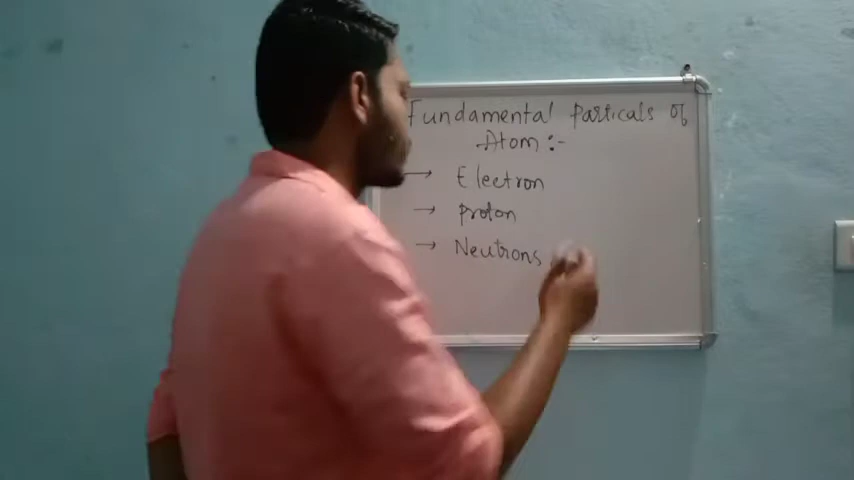 Fundamental Particals of
Atom :-
→ Electron
→ proton
→ Neutrons